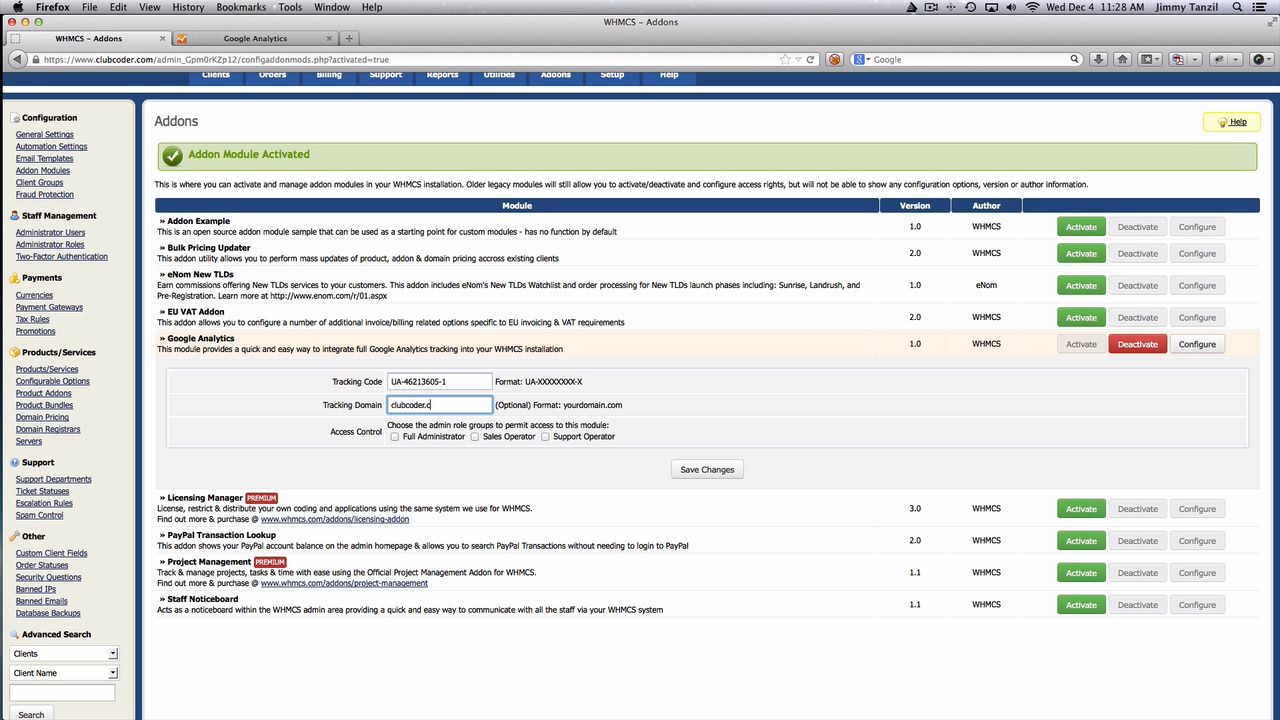 Firefox File Edit View History Bookmarks Tools Window Help Wed Dec 4 11:28 AM Jimmy Tanzil
WHMCS - Addons
WHMCS - Addons Google Analytics
https://www.clubcoder.com/admin_Gpm0rKZp12/configaddonmods.php?activated=true Google
Clients Orders Billing Support Reports Utilities Addons Setup Help
Configuration
General Settings
Automation Settings
Email Templates
Addon Modules
Client Groups
Fraud Protection
Staff Management
Administrator Users
Administrator Roles
Two-Factor Authentication
Payments
Currencies
Payment Gateways
Tax Rules
Promotions
Products/Services
Products/Services
Configurable Options
Product Addons
Product Bundles
Domain Pricing
Domain Registrars
Servers
Support
Support Departments
Ticket Statuses
Escalation Rules
Spam Control
Other
Custom Client Fields
Order Statuses
Security Questions
Banned IPs
Banned Emails
Database Backups
Advanced Search
Clients
Client Name
Search
Addons
Help
Addon Module Activated
This is where you can activate and manage addon modules in your WHMCS installation. Older legacy modules will still allow you to activate/deactivate and configure access rights, but will not be able to show any configuration options, version or author information.
Module Version Author
» Addon Example
This is an open source addon module sample that can be used as a starting point for custom modules - has no function by default
1.0 WHMCS Activate Deactivate Configure
» Bulk Pricing Updater
This addon utility allows you to perform mass updates of product, addon & domain pricing accross existing clients
2.0 WHMCS Activate Deactivate Configure
» eNom New TLDs
Earn commissions offering New TLDs services to your customers. This addon includes eNom's New TLDs Watchlist and order processing for New TLDs launch phases including: Sunrise, Landrush, and
Pre-Registration. Learn more at http://www.enom.com/r/01.aspx
1.0 eNom Activate Deactivate Configure
» EU VAT Addon
This addon allows you to configure a number of additional invoice/billing related options specific to EU invoicing & VAT requirements
2.0 WHMCS Activate Deactivate Configure
» Google Analytics
This module provides a quick and easy way to integrate full Google Analytics tracking into your WHMCS installation
1.0 WHMCS Activate Deactivate Configure
Tracking Code UA-46213605-1 Format: UA-XXXXXXXX-X
Tracking Domain clubcoder.c (Optional) Format: yourdomain.com
Access Control Choose the admin role groups to permit access to this module:
Full Administrator Sales Operator Support Operator
Save Changes
» Licensing Manager PREMIUM
License, restrict & distribute your own coding and applications using the same system we use for WHMCS.
Find out more & purchase @ www.whmcs.com/addons/licensing-addon
3.0 WHMCS Activate Deactivate Configure
» PayPal Transaction Lookup
This addon shows your PayPal account balance on the admin homepage & allows you to search PayPal Transactions without needing to login to PayPal
2.0 WHMCS Activate Deactivate Configure
» Project Management PREMIUM
Track & manage projects, tasks & time with ease using the Official Project Management Addon for WHMCS.
Find out more & purchase @ www.whmcs.com/addons/project-management
1.1 WHMCS Activate Deactivate Configure
» Staff Noticeboard
Acts as a noticeboard within the WHMCS admin area providing a quick and easy way to communicate with all the staff via your WHMCS system
1.1 WHMCS Activate Deactivate Configure